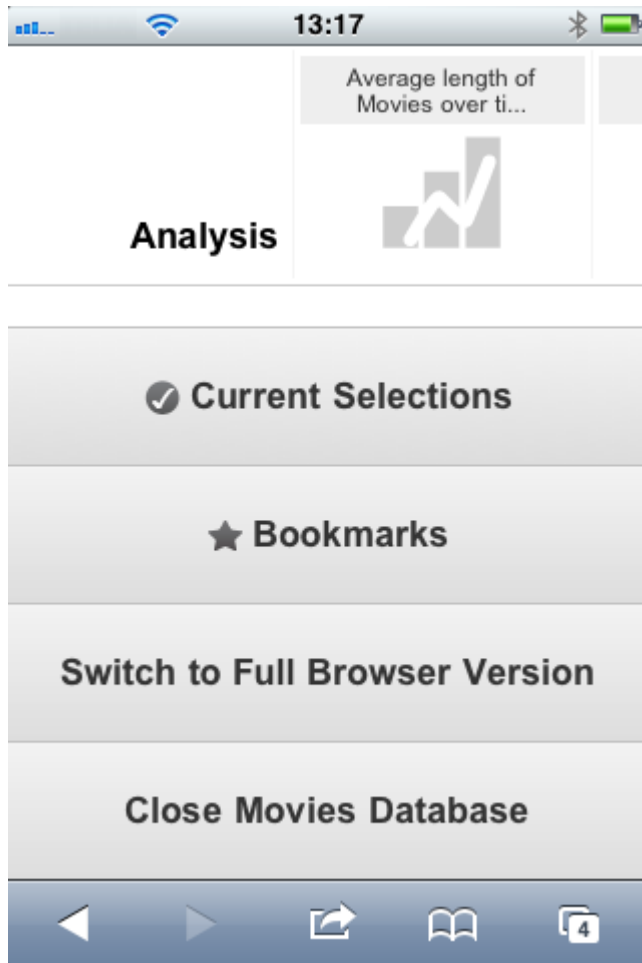 13:17
Average length of
Movies over ti...
Analysis
Current Selections
Bookmarks
Switch to Full Browser Version
Close Movies Database
4